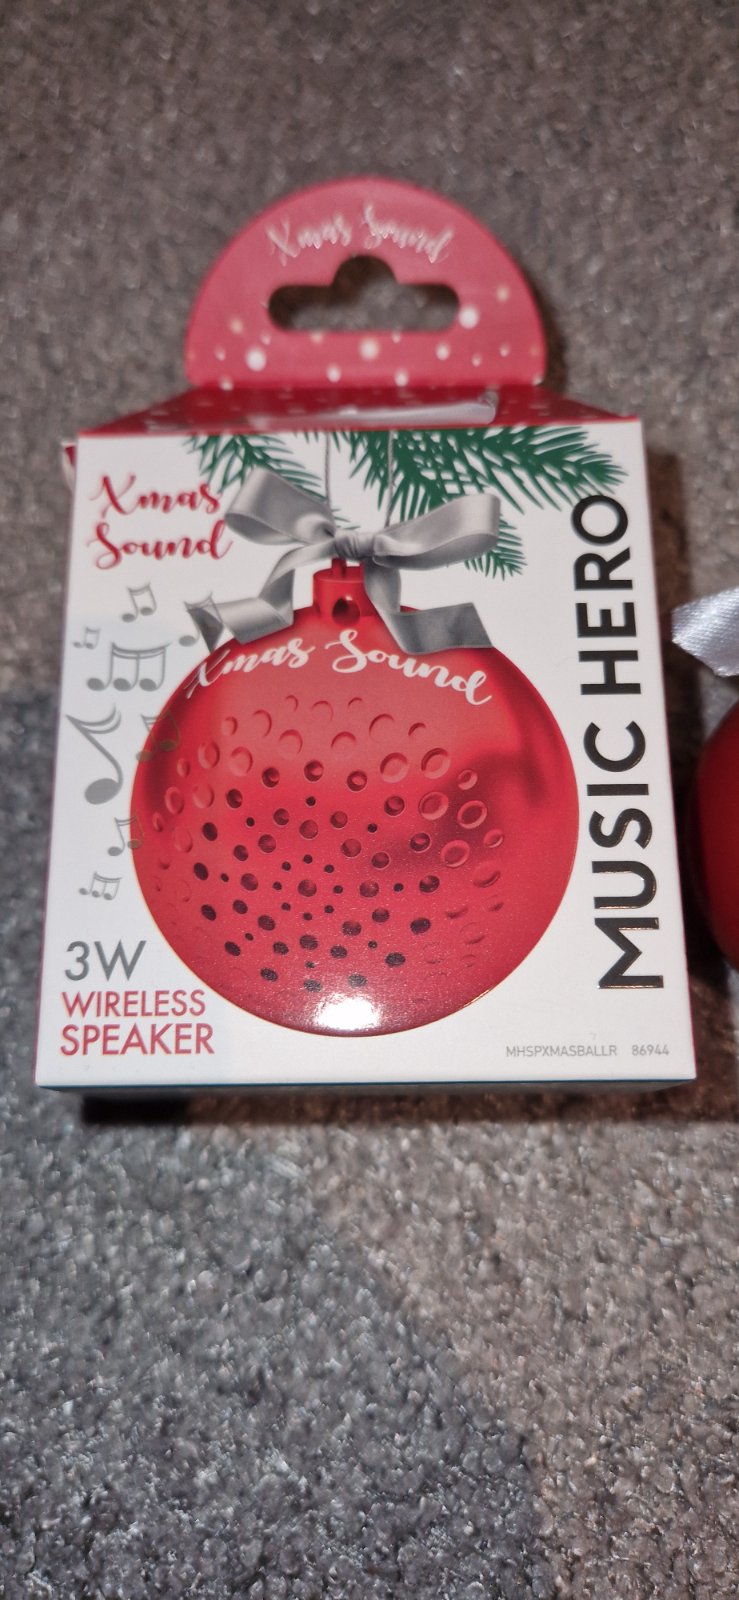 Xmas Sound
Xmas
Sound
Xmas Sound
MUSIC HERO
3W
WIRELESS
SPEAKER
MHSPXMASBALLR 86944